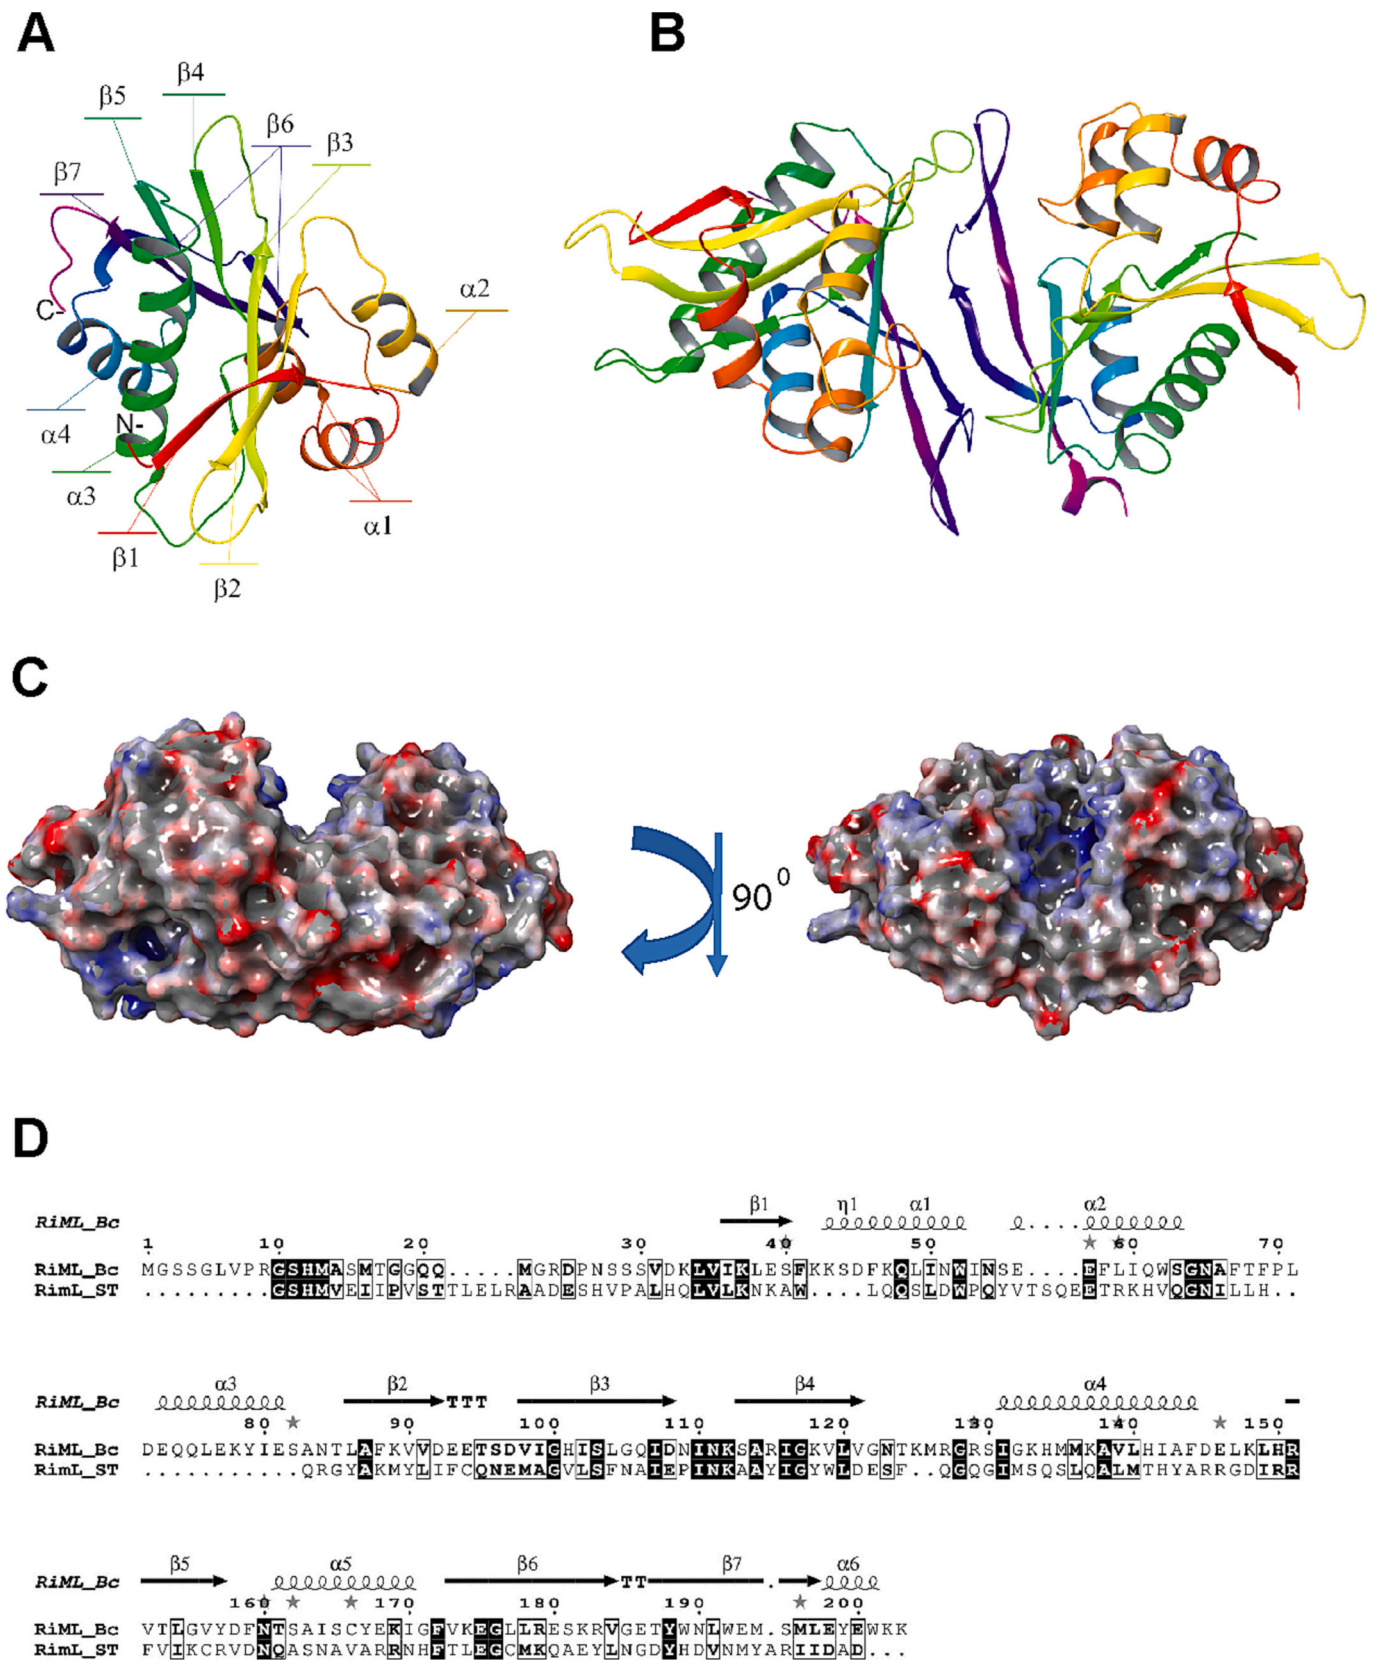 A
B
β4
β5
β6
β3
β7
C-
α2
α4
N-
α3
α1
β1
β2
C
90⁰
D
RiML_Bc β1 η1 α1 α2
1 10 20 30 40 50 60 70
RiML_Bc MGSSGLVPRGSHMASMTGGQQ.....MGRDPNSSSVDKLVIKLESFKKSDFKQLINWINSE....EFLIQWSGNAFTFPL
RimL_ST .........GSHMVEIIPVSTTLELRAADESHVPALHQLVLKNKAW....LQQSLDWPQYVTSQEETRKHVQGNILLH..
RiML_Bc α3 β2 TTT β3 β4 α4
80 90 100 110 120 130 140 150
RiML_Bc DEQQLEKYIESANTLAFKVVDEETSDVIGHISLGQIDNINKSARIGKVLVGNTKMRGRSIGKHMMKAVLHIAFDELKLHR
RimL_ST ...........QRGYAKMYLIFCQNEMAGVLSFNAIEPINKAAYIGYWLDESF..QGQGIMSQSLQALMTHYARRGDIRR
RiML_Bc β5 α5 β6 TT β7 . α6
160 170 180 190 200
RiML_Bc VTLGVYDFNTSAISCYEKIGFVKEGLLRESKRVGETYWNLWEM.SMLEYEWKK
RimL_ST FVIKCRVDNQASNAVARRNHFTLEGCMKQAEYLNGDYHDVNMYARIIDAD...